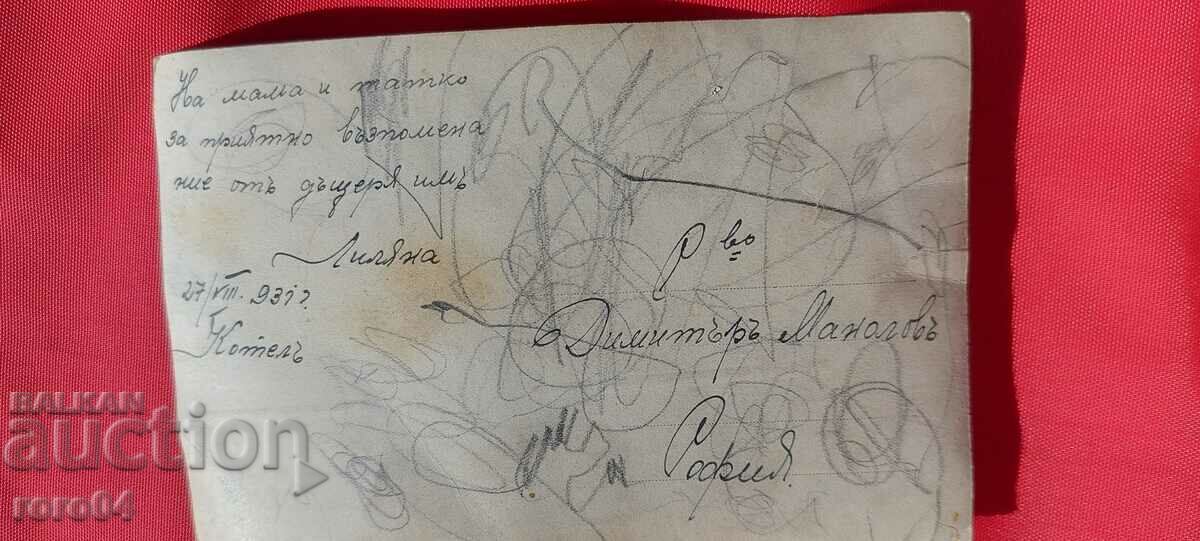 На мама и татко
за приятно възпомена
ние отъ дъщеря имъ
Лиляна
27/VIII. 931 г.
Котелъ
Г во
Димитъръ Маноловъ
София
BALKAN
auction
roro04